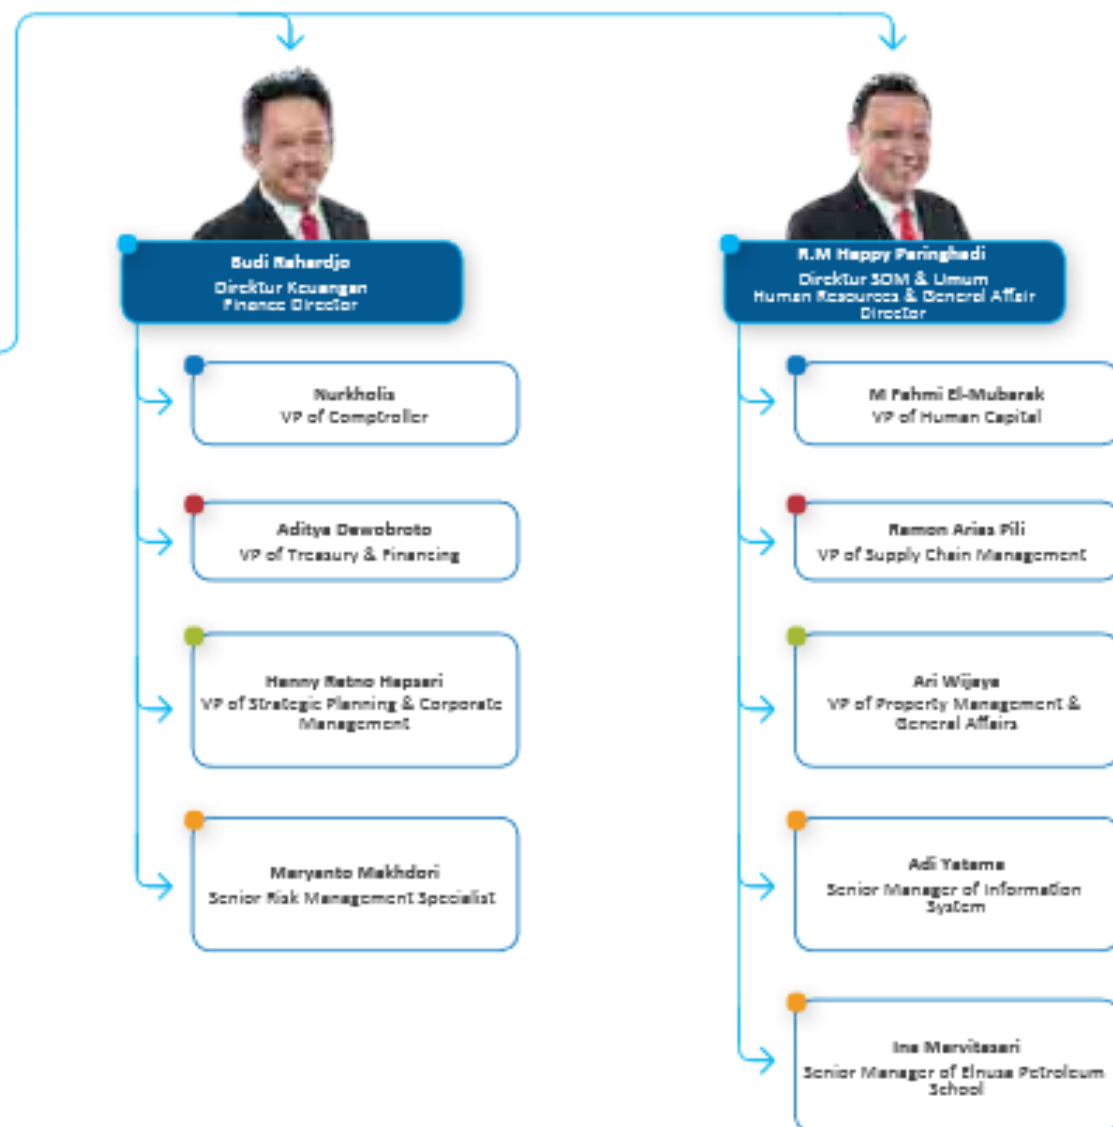 Budi Rahardjo
Direktur Keuangan
Finance Director
Nurkholis
VP of Comptroller
Aditya Dewobroto
VP of Treasury & Financing
Henny Retno Hapsari
VP of Strategic Planning & Corporate
Management
Maryanto Makhdori
Senior Risk Management Specialist
R.M Happy Paringhadi
Direktur SDM & Umum
Human Resources & General Affair
Director
M Fahmi El-Mubarak
VP of Human Capital
Ramon Arias Pili
VP of Supply Chain Management
Ari Wijaya
VP of Property Management &
General Affairs
Adi Yatama
Senior Manager of Information
System
Ina Marvitasari
Senior Manager of Elnusa Petroleum
School